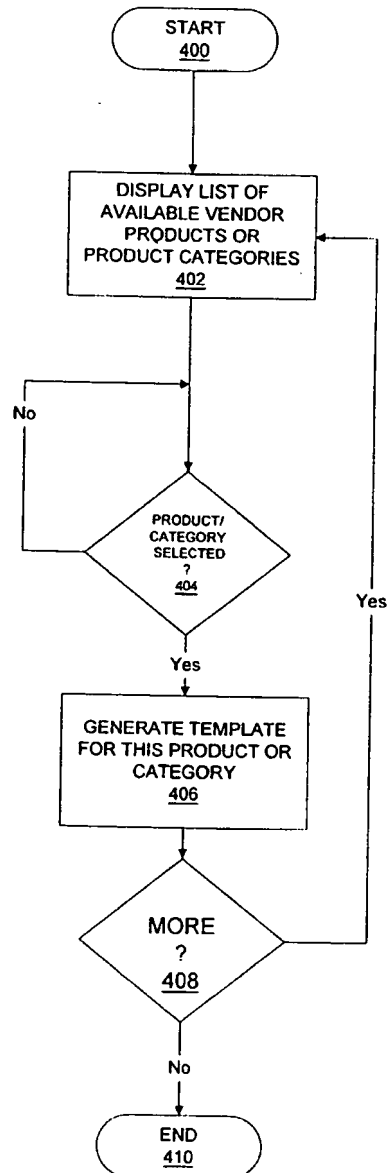 START
400
DISPLAY LIST OF
AVAILABLE VENDOR
PRODUCTS OR
PRODUCT CATEGORIES
402
No
PRODUCT/
CATEGORY
SELECTED
?
404
Yes
Yes
GENERATE TEMPLATE
FOR THIS PRODUCT OR
CATEGORY
406
MORE
?
408
No
END
410